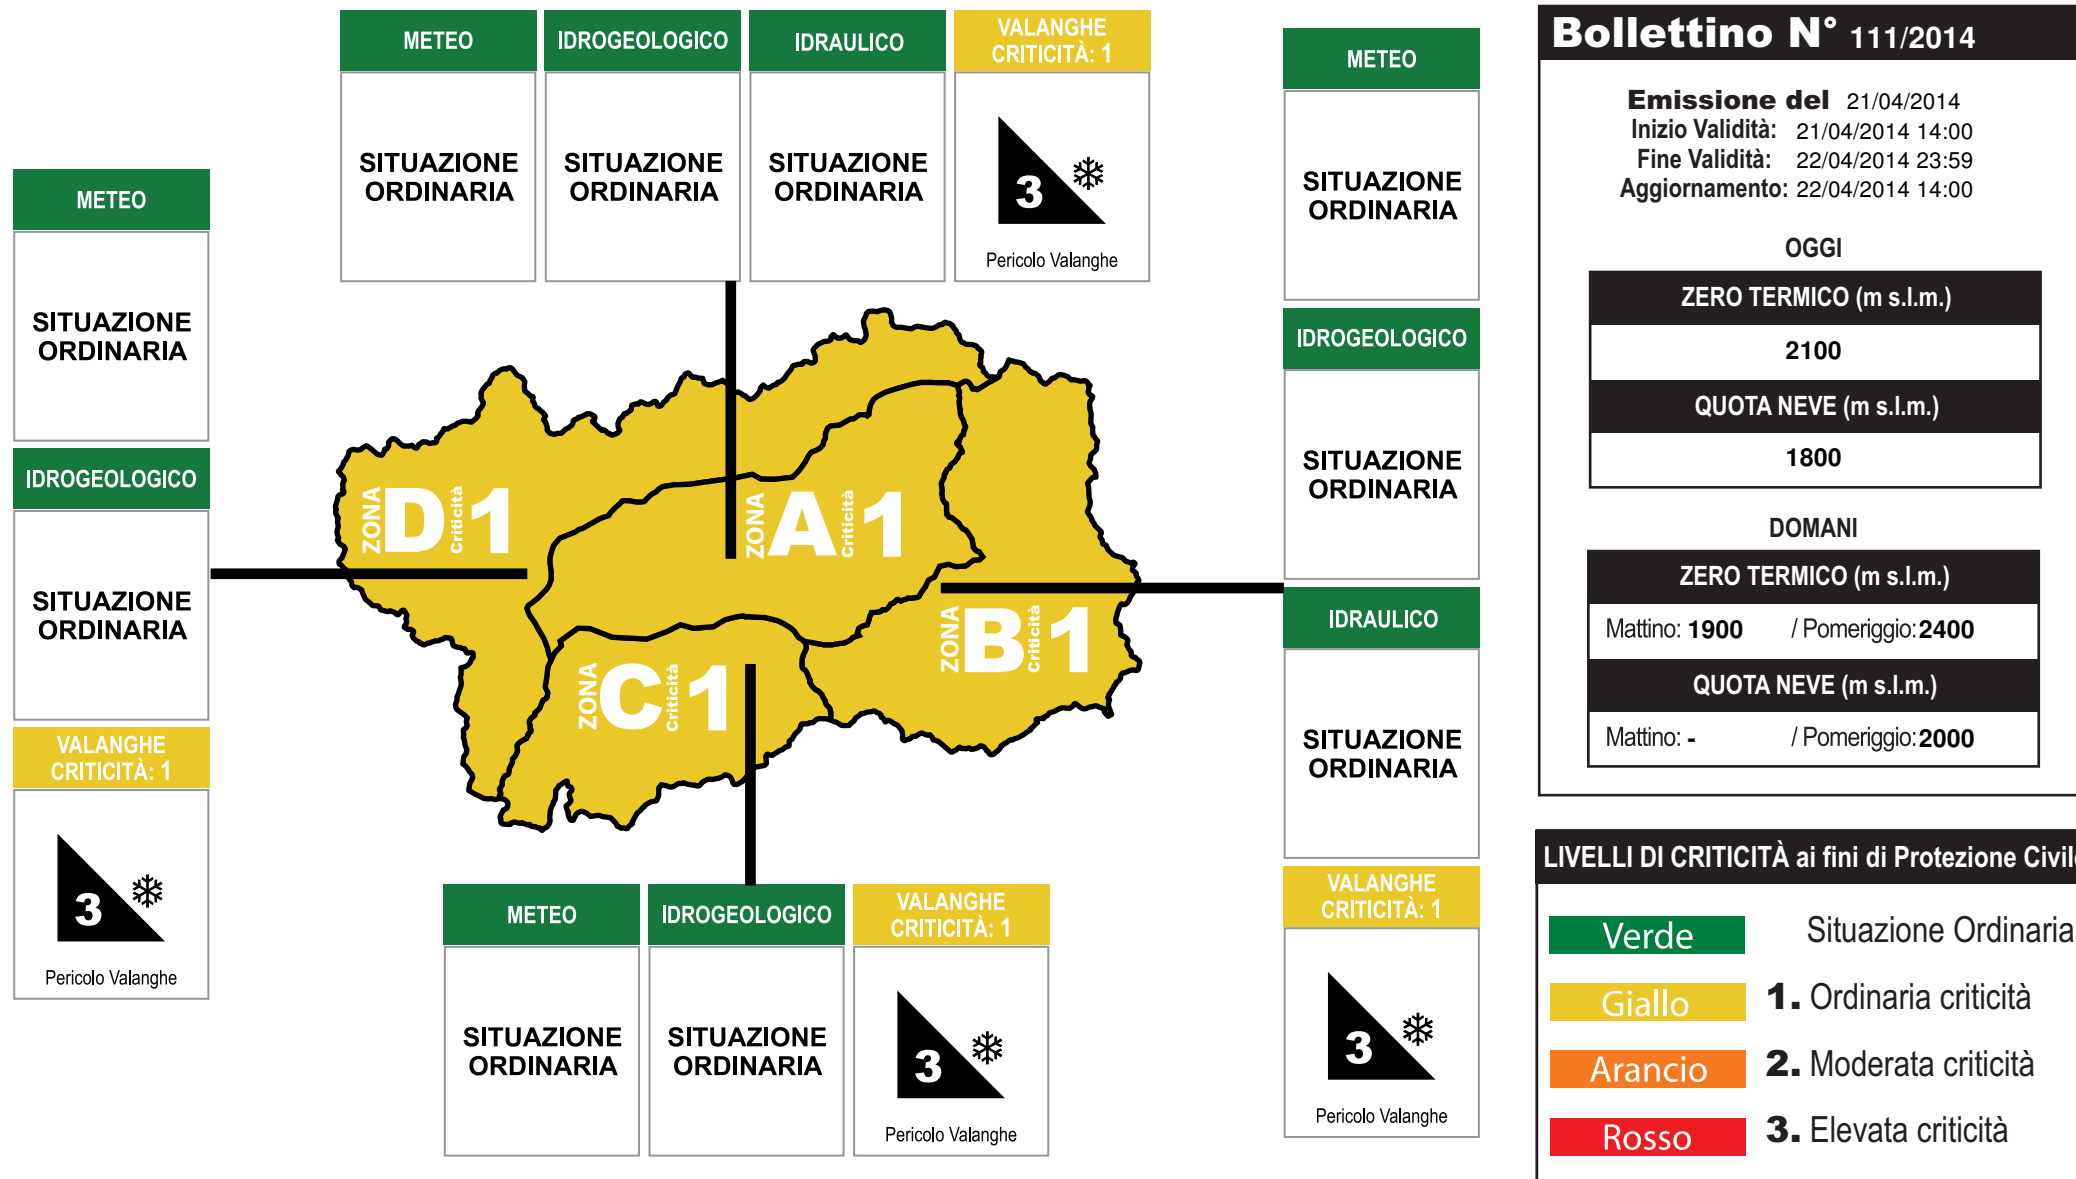 METEO
IDROGEOLOGICO
IDRAULICO
VALANGHE
CRITICITÀ: 1
SITUAZIONE
ORDINARIA
SITUAZIONE
ORDINARIA
SITUAZIONE
ORDINARIA
3
Pericolo Valanghe
METEO
SITUAZIONE
ORDINARIA
IDROGEOLOGICO
SITUAZIONE
ORDINARIA
VALANGHE
CRITICITÀ: 1
3
Pericolo Valanghe
ZONA D Criticità 1
ZONA A Criticità 1
ZONA B Criticità 1
ZONA C Criticità 1
METEO
IDROGEOLOGICO
VALANGHE
CRITICITÀ: 1
SITUAZIONE
ORDINARIA
SITUAZIONE
ORDINARIA
3
Pericolo Valanghe
METEO
SITUAZIONE
ORDINARIA
IDROGEOLOGICO
SITUAZIONE
ORDINARIA
IDRAULICO
SITUAZIONE
ORDINARIA
VALANGHE
CRITICITÀ: 1
3
Pericolo Valanghe
Bollettino N° 111/2014
Emissione del 21/04/2014
Inizio Validità: 21/04/2014 14:00
Fine Validità: 22/04/2014 23:59
Aggiornamento: 22/04/2014 14:00
OGGI
ZERO TERMICO (m s.l.m.)
2100
QUOTA NEVE (m s.l.m.)
1800
DOMANI
ZERO TERMICO (m s.l.m.)
Mattino: 1900 / Pomeriggio: 2400
QUOTA NEVE (m s.l.m.)
Mattino: - / Pomeriggio: 2000
LIVELLI DI CRITICITÀ ai fini di Protezione Civile
Verde Situazione Ordinaria
Giallo 1. Ordinaria criticità
Arancio 2. Moderata criticità
Rosso 3. Elevata criticità